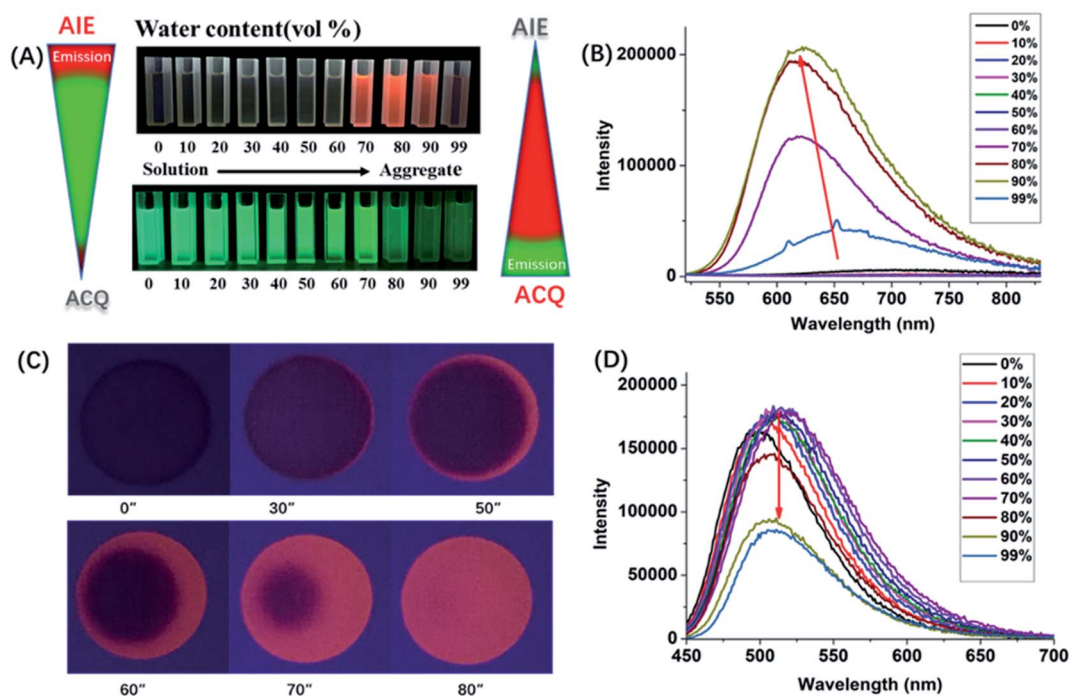 (A)
AIE
Emission
ACQ
Water content(vol %)
0 10 20 30 40 50 60 70 80 90 99
Solution Aggregate
0 10 20 30 40 50 60 70 80 90 99
AIE
Emission
ACQ
(B)
Intensity
200000
150000
100000
50000
0
550 600 650 700 750 800
Wavelength (nm)
0%
10%
20%
30%
40%
50%
60%
70%
80%
90%
99%
(C)
0″ 30″ 50″
60″ 70″ 80″
(D)
Intensity
200000
150000
100000
50000
0
450 500 550 600 650 700
Wavelength (nm)
0%
10%
20%
30%
40%
50%
60%
70%
80%
90%
99%